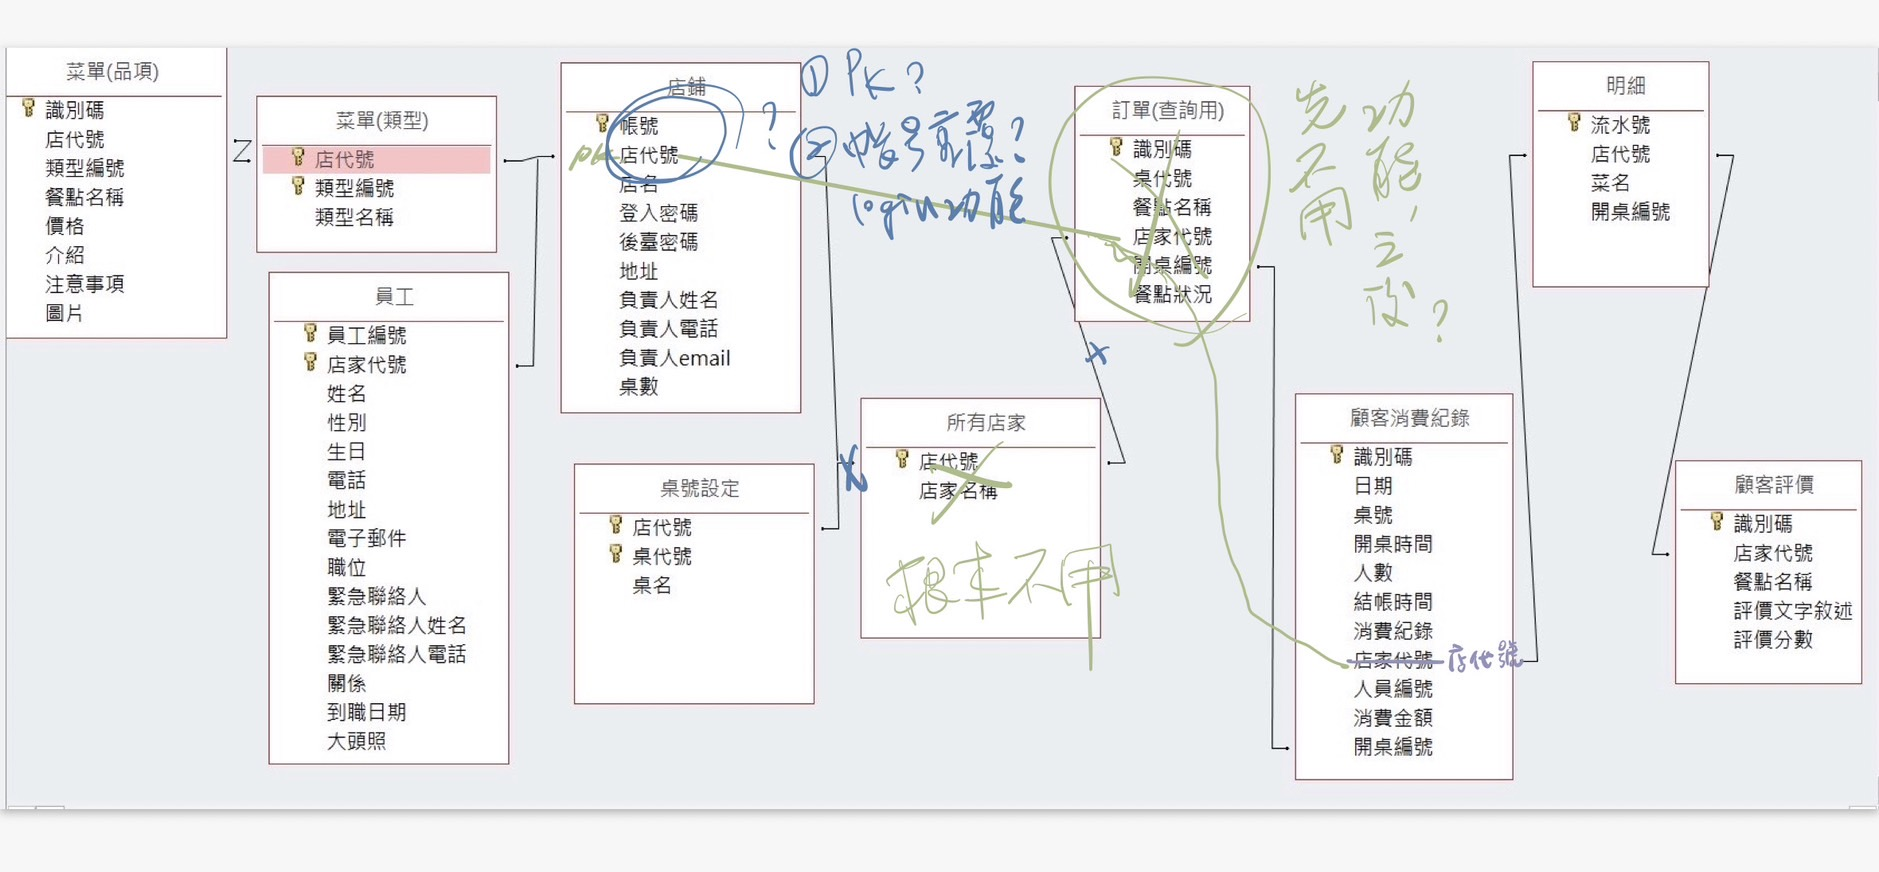 菜單(品項)
識別碼
店代號
類型編號
餐點名稱
價格
介紹
注意事項
圖片
菜單(類型)
店代號
類型編號
類型名稱
員工
員工編號
店家代號
姓名
性別
生日
電話
地址
電子郵件
職位
緊急聯絡人
緊急聯絡人姓名
緊急聯絡人電話
關係
到職日期
大頭照
店鋪
帳號
PK 店代號
店名
登入密碼
後臺密碼
地址
負責人姓名
負責人電話
負責人email
桌數
?
① PK?
login功能
桌號設定
店代號
桌代號
桌名
所有店家
店代號
店家名稱
根本不用
訂單(查詢用)
識別碼
桌代號
餐點名稱
店家代號
開桌編號
餐點狀況
先不用
顧客消費紀錄
識別碼
日期
桌號
開桌時間
人數
結帳時間
消費紀錄
店家代號 店代號
人員編號
消費金額
開桌編號
明細
流水號
店代號
菜名
開桌編號
顧客評價
識別碼
店家代號
餐點名稱
評價文字敘述
評價分數